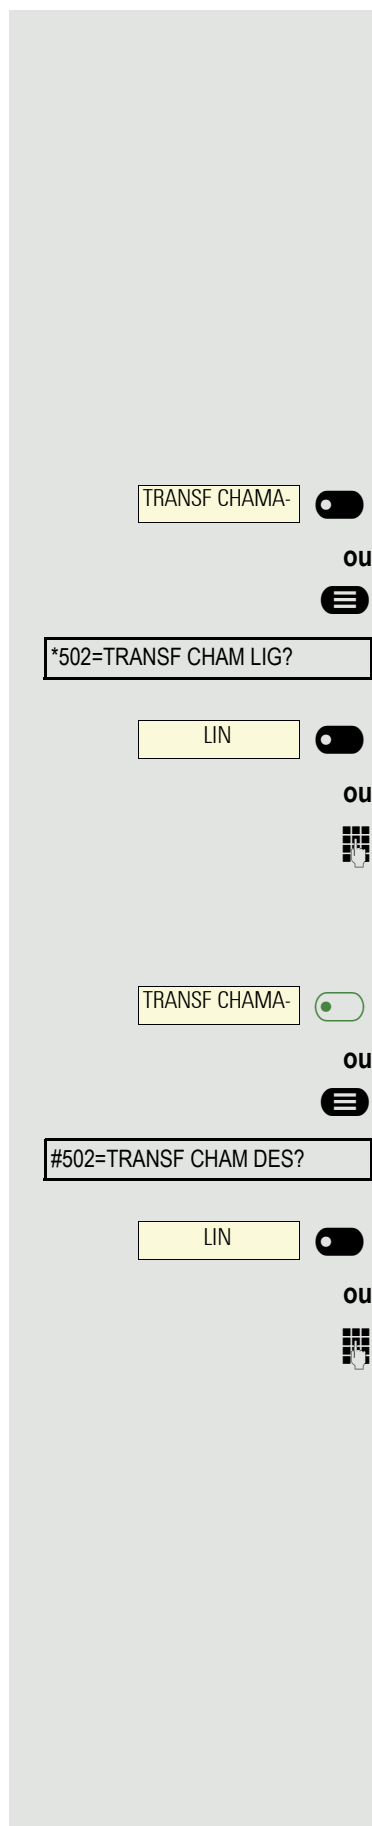 TRANSF CHAMA-
ou
*502=TRANSF CHAM LIG?
LIN
ou
TRANSF CHAMA-
ou
#502=TRANSF CHAM DES?
LIN
ou